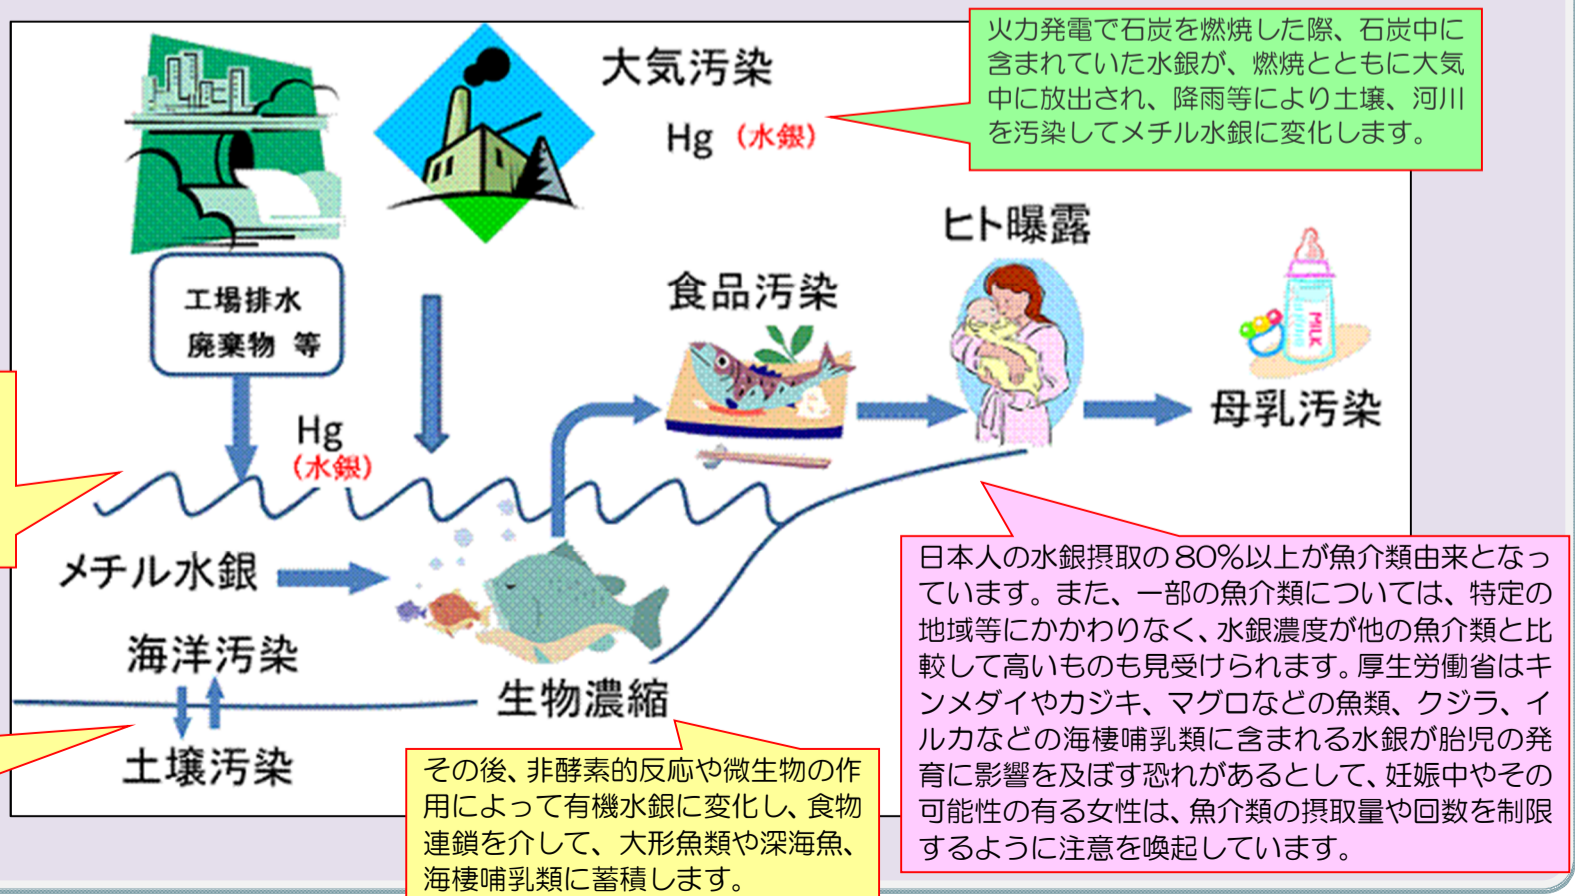 大気汚染
Hg (水銀)
火力発電で石炭を燃焼した際、石炭中に
含まれていた水銀が、燃焼とともに大気
中に放出され、降雨等により土壌、河川
を汚染してメチル水銀に変化します。
工場排水
廃棄物 等
Hg
(水銀)
食品汚染
ヒト曝露
MILK
母乳汚染
メチル水銀
海洋汚染
土壌汚染
生物濃縮
その後、非酵素的反応や微生物の作
用によって有機水銀に変化し、食物
連鎖を介して、大形魚類や深海魚、
海棲哺乳類に蓄積します。
日本人の水銀摂取の80%以上が魚介類由来となっ
ています。また、一部の魚介類については、特定の
地域等にかかわりなく、水銀濃度が他の魚介類と比
較して高いものも見受けられます。厚生労働省はキ
ンメダイやカジキ、マグロなどの魚類、クジラ、イ
ルカなどの海棲哺乳類に含まれる水銀が胎児の発
育に影響を及ぼす恐れがあるとして、妊娠中やその
可能性の有る女性は、魚介類の摂取量や回数を制限
するように注意を喚起しています。